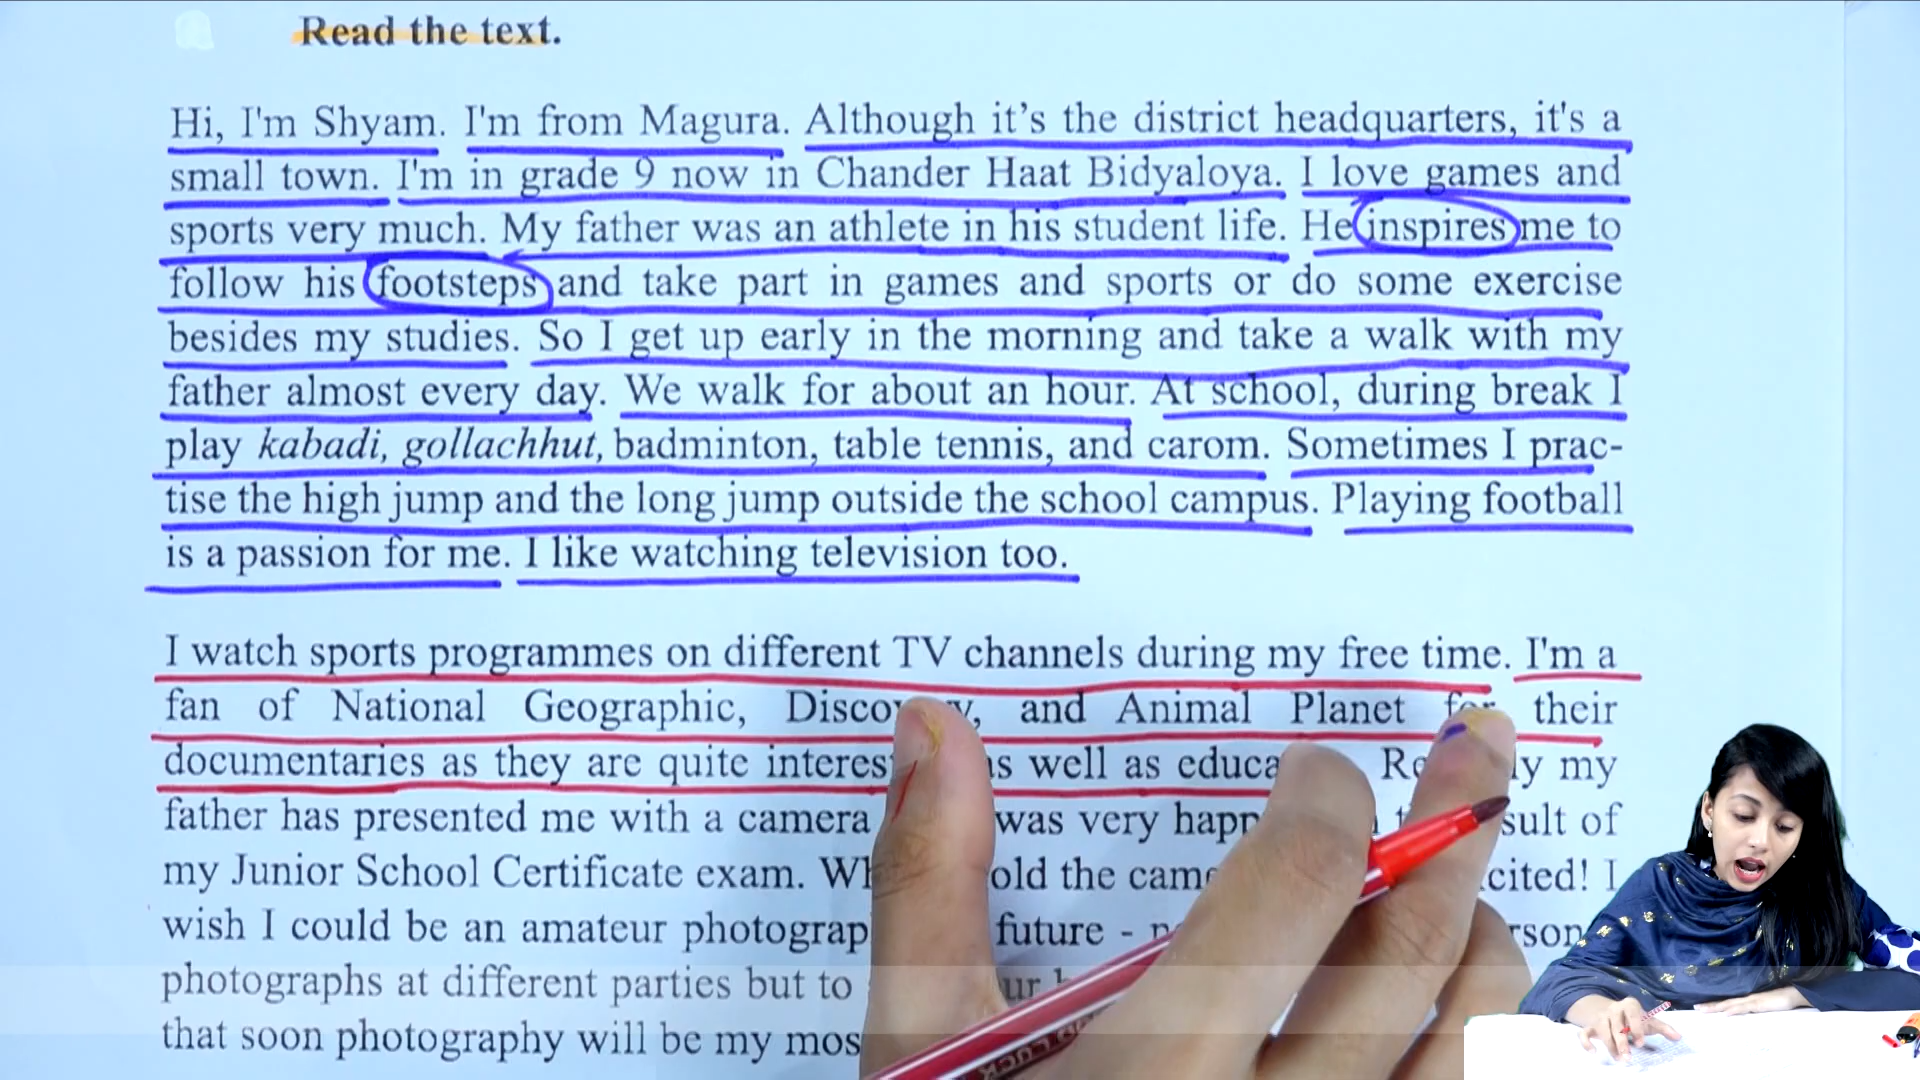 Read the text.
Hi, I'm Shyam. I'm from Magura. Although it’s the district headquarters, it's a
small town. I'm in grade 9 now in Chander Haat Bidyaloya. I love games and
sports very much. My father was an athlete in his student life. He inspires me to
follow his footsteps and take part in games and sports or do some exercise
besides my studies. So I get up early in the morning and take a walk with my
father almost every day. We walk for about an hour. At school, during break I
play kabadi, gollachhut, badminton, table tennis, and carom. Sometimes I prac-
tise the high jump and the long jump outside the school campus. Playing football
is a passion for me. I like watching television too.
I watch sports programmes on different TV channels during my free time. I'm a
fan of National Geographic, and Animal Planet for their
documentaries as they are quite well as my
father has presented me with a camera was very of
my Junior School Certificate exam. the I
wish I could be an amateur future -
photographs at different parties but to
that soon photography will be my